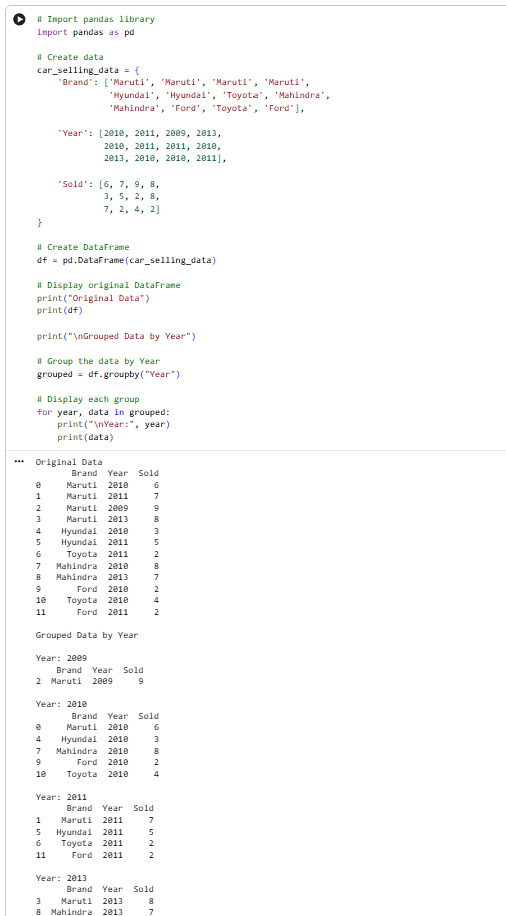 # Import pandas library
import pandas as pd
# Create data
car_selling_data = {
    'Brand': ['Maruti', 'Maruti', 'Maruti', 'Maruti',
              'Hyundai', 'Hyundai', 'Toyota', 'Mahindra',
              'Mahindra', 'Ford', 'Toyota', 'Ford'],
    'Year': [2010, 2011, 2009, 2013,
             2010, 2011, 2011, 2010,
             2013, 2010, 2010, 2011],
    'Sold': [6, 7, 9, 8,
             3, 5, 2, 8,
             7, 2, 4, 2]
}
# Create DataFrame
df = pd.DataFrame(car_selling_data)
# Display original DataFrame
print("Original Data")
print(df)
print("\nGrouped Data by Year")
# Group the data by Year
grouped = df.groupby("Year")
# Display each group
for year, data in grouped:
    print("\nYear:", year)
    print(data)
Original Data
       Brand  Year  Sold
0     Maruti  2010     6
1     Maruti  2011     7
2     Maruti  2009     9
3     Maruti  2013     8
4    Hyundai  2010     3
5    Hyundai  2011     5
6     Toyota  2011     2
7   Mahindra  2010     8
8   Mahindra  2013     7
9       Ford  2010     2
10    Toyota  2010     4
11      Ford  2011     2
Grouped Data by Year
Year: 2009
    Brand  Year  Sold
2  Maruti  2009     9
Year: 2010
       Brand  Year  Sold
0     Maruti  2010     6
4    Hyundai  2010     3
7   Mahindra  2010     8
9       Ford  2010     2
10    Toyota  2010     4
Year: 2011
      Brand  Year  Sold
1    Maruti  2011     7
5   Hyundai  2011     5
6    Toyota  2011     2
11     Ford  2011     2
Year: 2013
      Brand  Year  Sold
3    Maruti  2013     8
8  Mahindra  2013     7